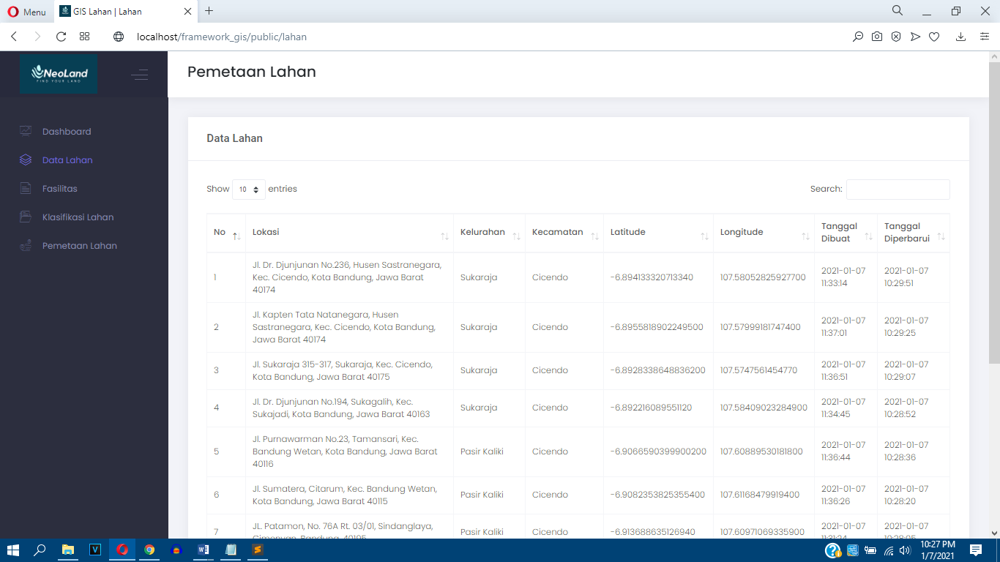 Menu
GIS Lahan | Lahan
localhost/framework_gis/public/lahan
NeoLand
FIND YOUR LAND
Pemetaan Lahan
Dashboard
Data Lahan
Fasilitas
Klasifikasi Lahan
Pemetaan Lahan
Data Lahan
Show 10 entries
Search:
No Lokasi Kelurahan Kecamatan Latitude Longitude Tanggal Dibuat Tanggal Diperbarui
1
Jl. Dr. Djunjunan No.236, Husen Sastranegara,
Kec. Cicendo, Kota Bandung, Jawa Barat
40174
Sukaraja Cicendo -6.894133320713340 107.58052825927700
2021-01-07
11:33:14
2021-01-07
10:29:51
2
Jl. Kapten Tata Natanegara, Husen
Sastranegara, Kec. Cicendo, Kota Bandung,
Jawa Barat 40174
Sukaraja Cicendo -6.8955818902249500 107.57999181747400
2021-01-07
11:37:01
2021-01-07
10:29:25
3
Jl. Sukaraja 315-317, Sukaraja, Kec. Cicendo,
Kota Bandung, Jawa Barat 40175
Sukaraja Cicendo -6.8928338648836200 107.5747561454770
2021-01-07
11:36:51
2021-01-07
10:29:07
4
Jl. Dr. Djunjunan No.194, Sukagalih, Kec.
Sukajadi, Kota Bandung, Jawa Barat 40163
Sukaraja Cicendo -6.892216089551120 107.58409023284900
2021-01-07
11:34:45
2021-01-07
10:28:52
5
Jl. Purnawarman No.23, Tamansari, Kec.
Bandung Wetan, Kota Bandung, Jawa Barat
40116
Pasir Kaliki Cicendo -6.9066590399900200 107.60889530181800
2021-01-07
11:36:44
2021-01-07
10:28:36
6
Jl. Sumatera, Citarum, Kec. Bandung Wetan,
Kota Bandung, Jawa Barat 40115
Pasir Kaliki Cicendo -6.9082353825355400 107.61168479919400
2021-01-07
11:36:26
2021-01-07
10:28:20
7
JL. Patamon, No. 76A Rt. 03/01, Sindanglaya,
Cimenyan, Bandung, 40195
Pasir Kaliki Cicendo -6.913688635126940 107.60971069335900
2021-01-07
11:31:24
2021-01-07
10:28:05
10:27 PM
1/7/2021